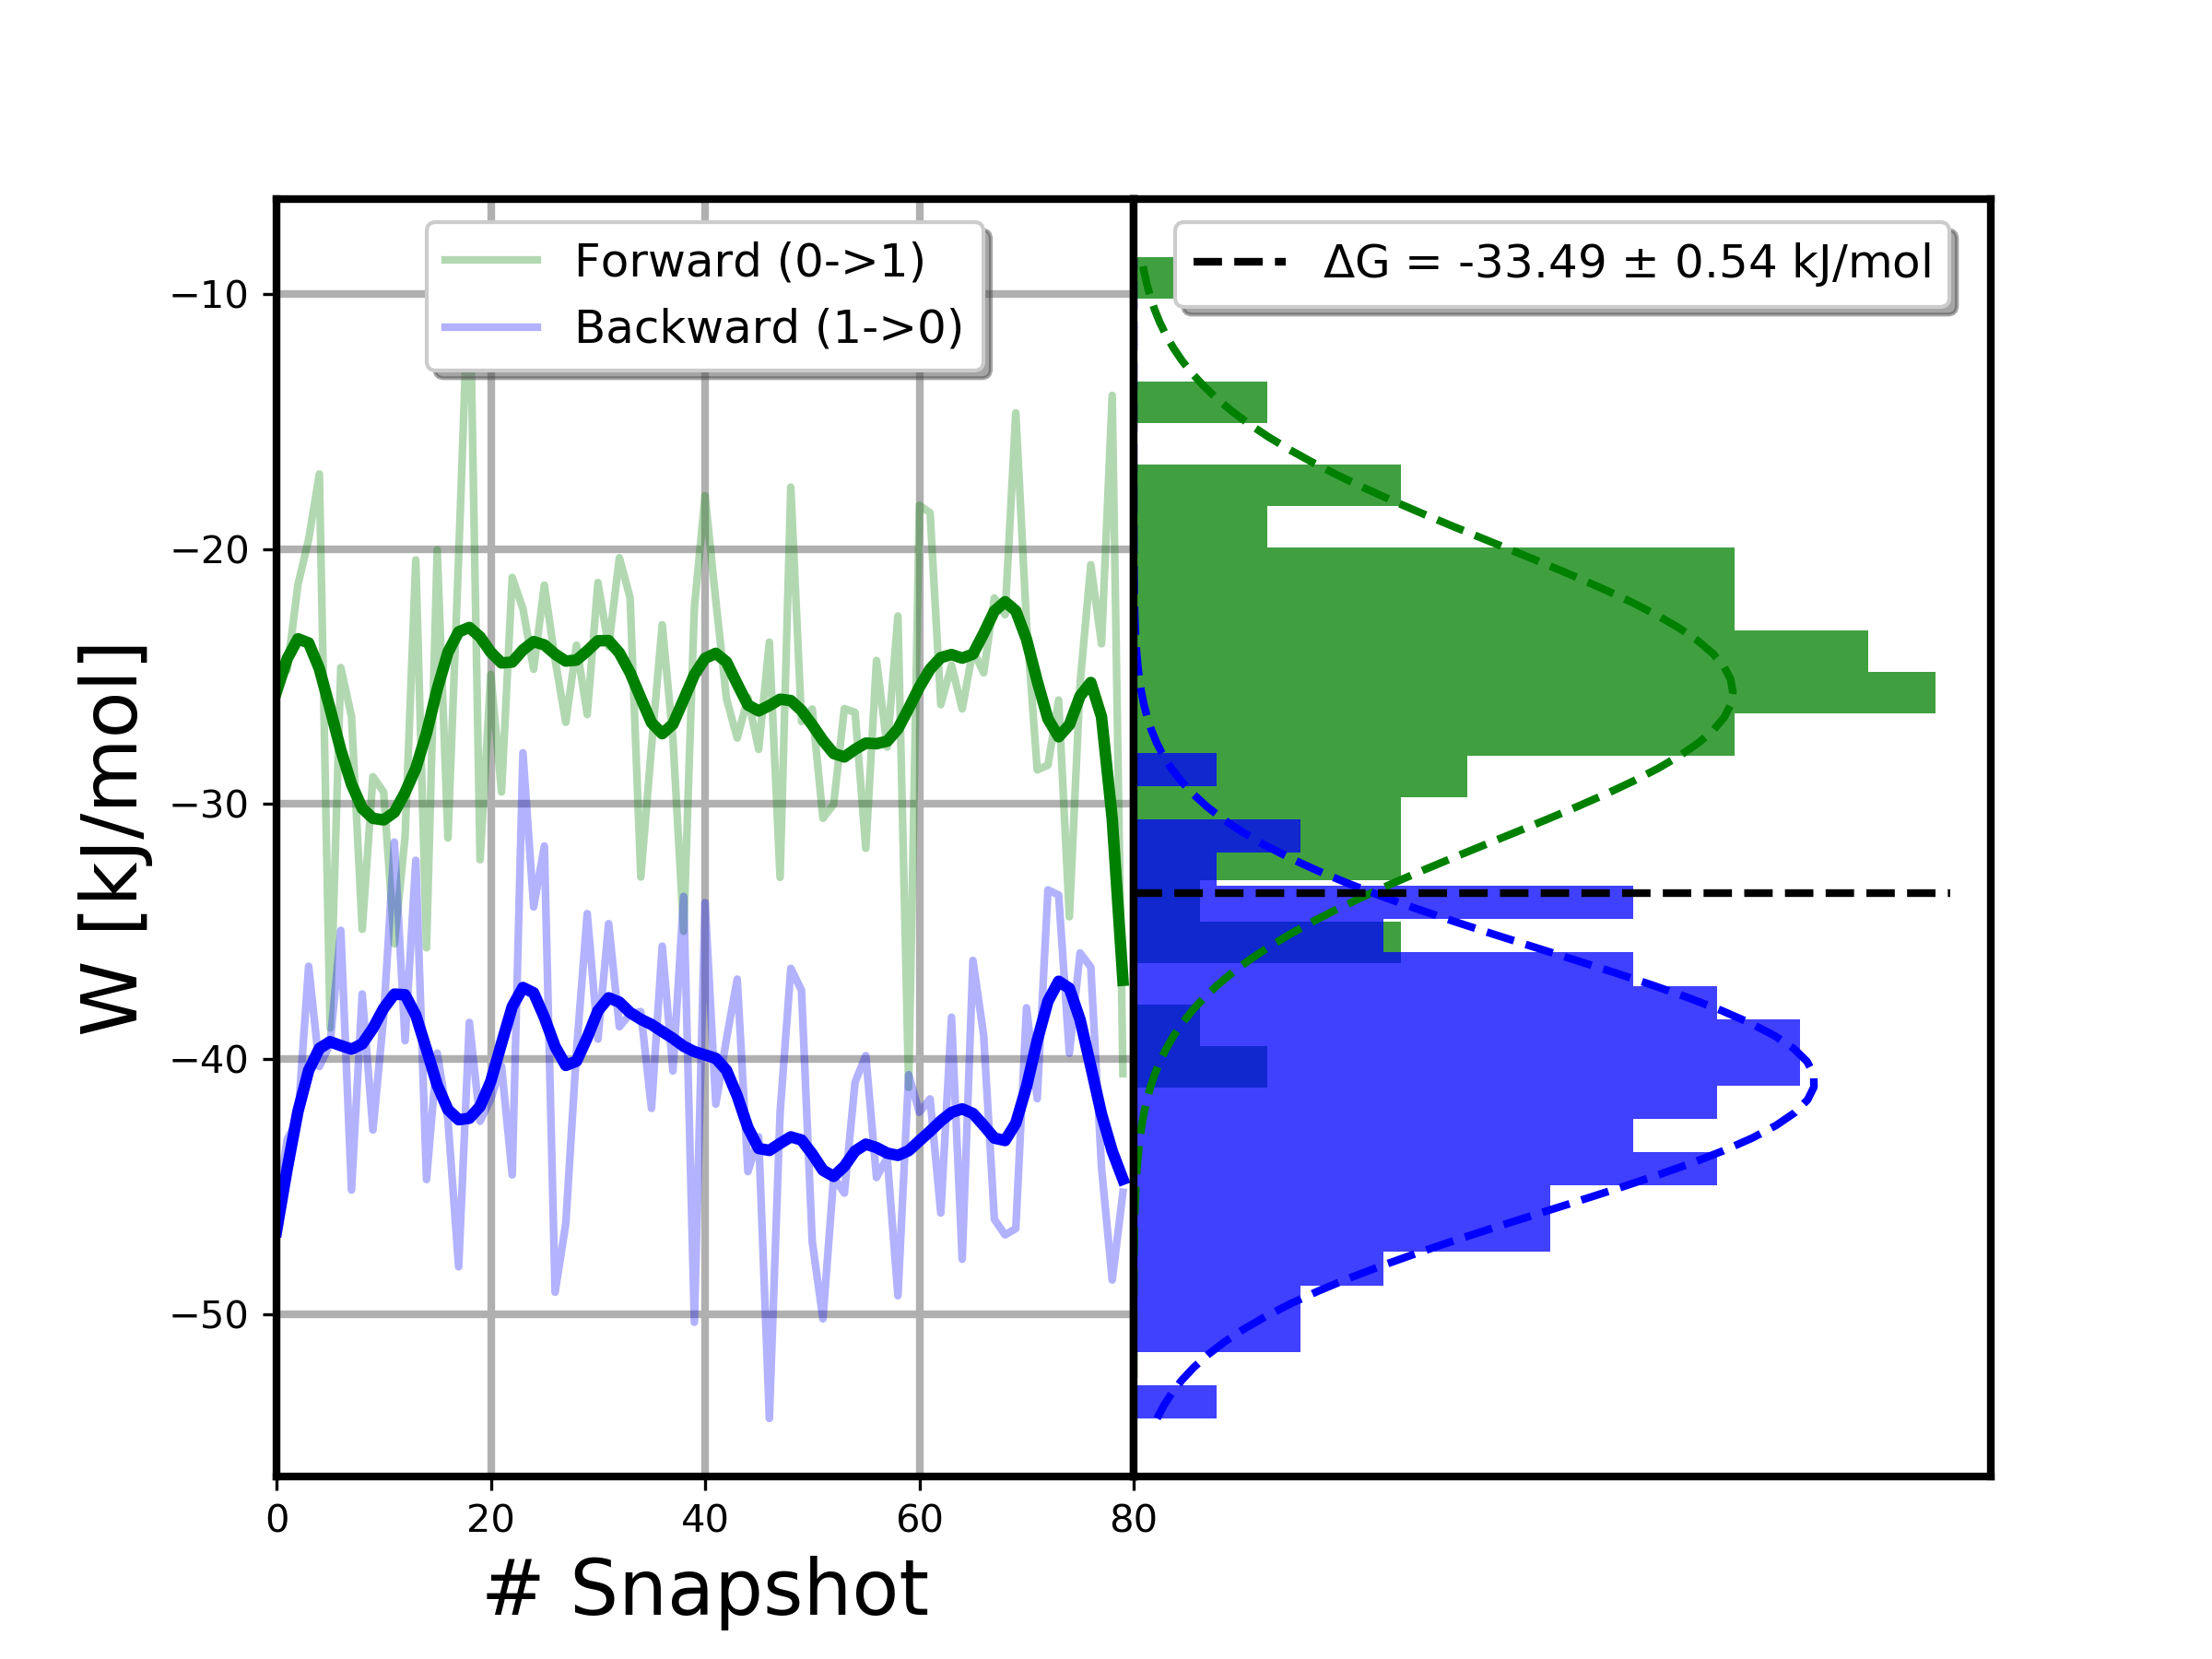 Forward (0->1)
Backward (1->0)
ΔG = -33.49 ± 0.54 kJ/mol
W [kJ/mol]
−10
−20
−30
−40
−50
0
20
40
60
80
# Snapshot